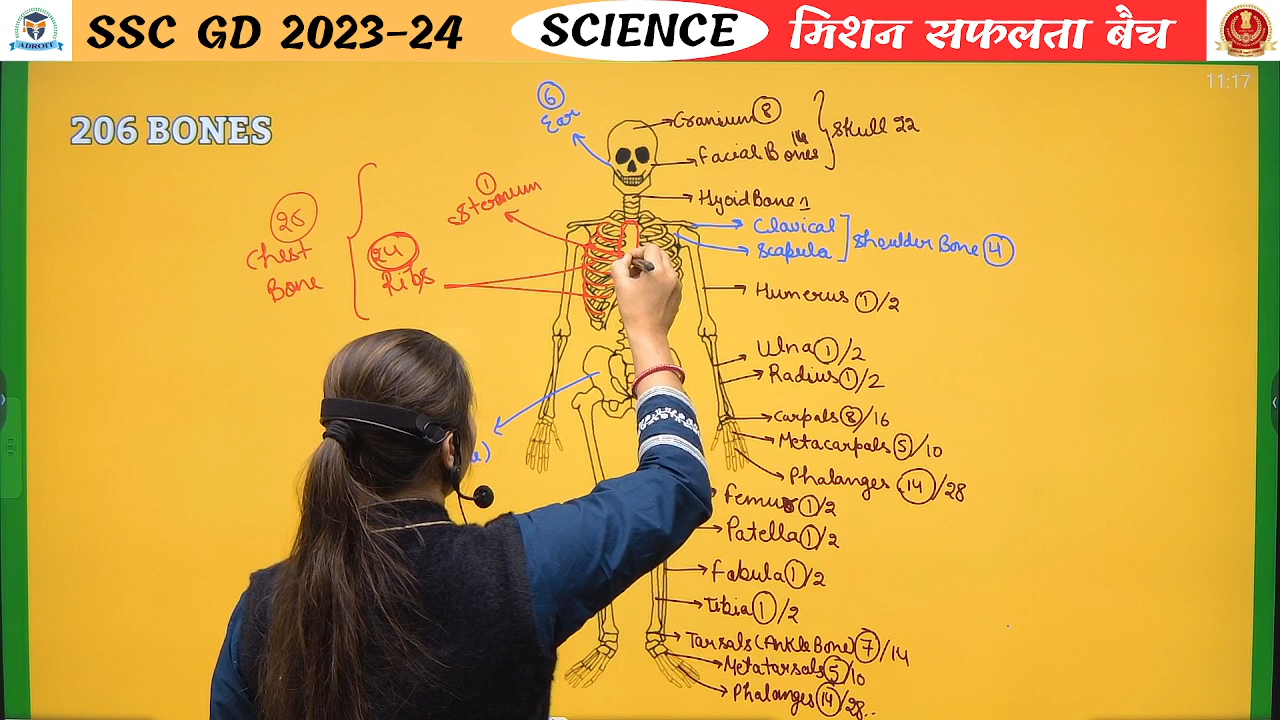 ADROIT
SSC GD 2023-24
SCIENCE
मिशन सफलता बैच
11:17
206 BONES
6
Ear
Cranium 8
Facial Bones 14
Skull 22
Hyoid Bone 1
1
Sternum
25
Chest
Bone
24
Ribs
Clavical
Scapula
Shoulder Bone 4
Humerus 1/2
Ulna 1/2
Radius 1/2
Carpals 8/16
Metacarpals 5/10
Phalanges 14/28
Femur 1/2
Patella 1/2
Fabula 1/2
Tibia 1/2
Tarsals (Ankle Bone) 7/14
Metatarsals 5/10
Phalanges 14/28..